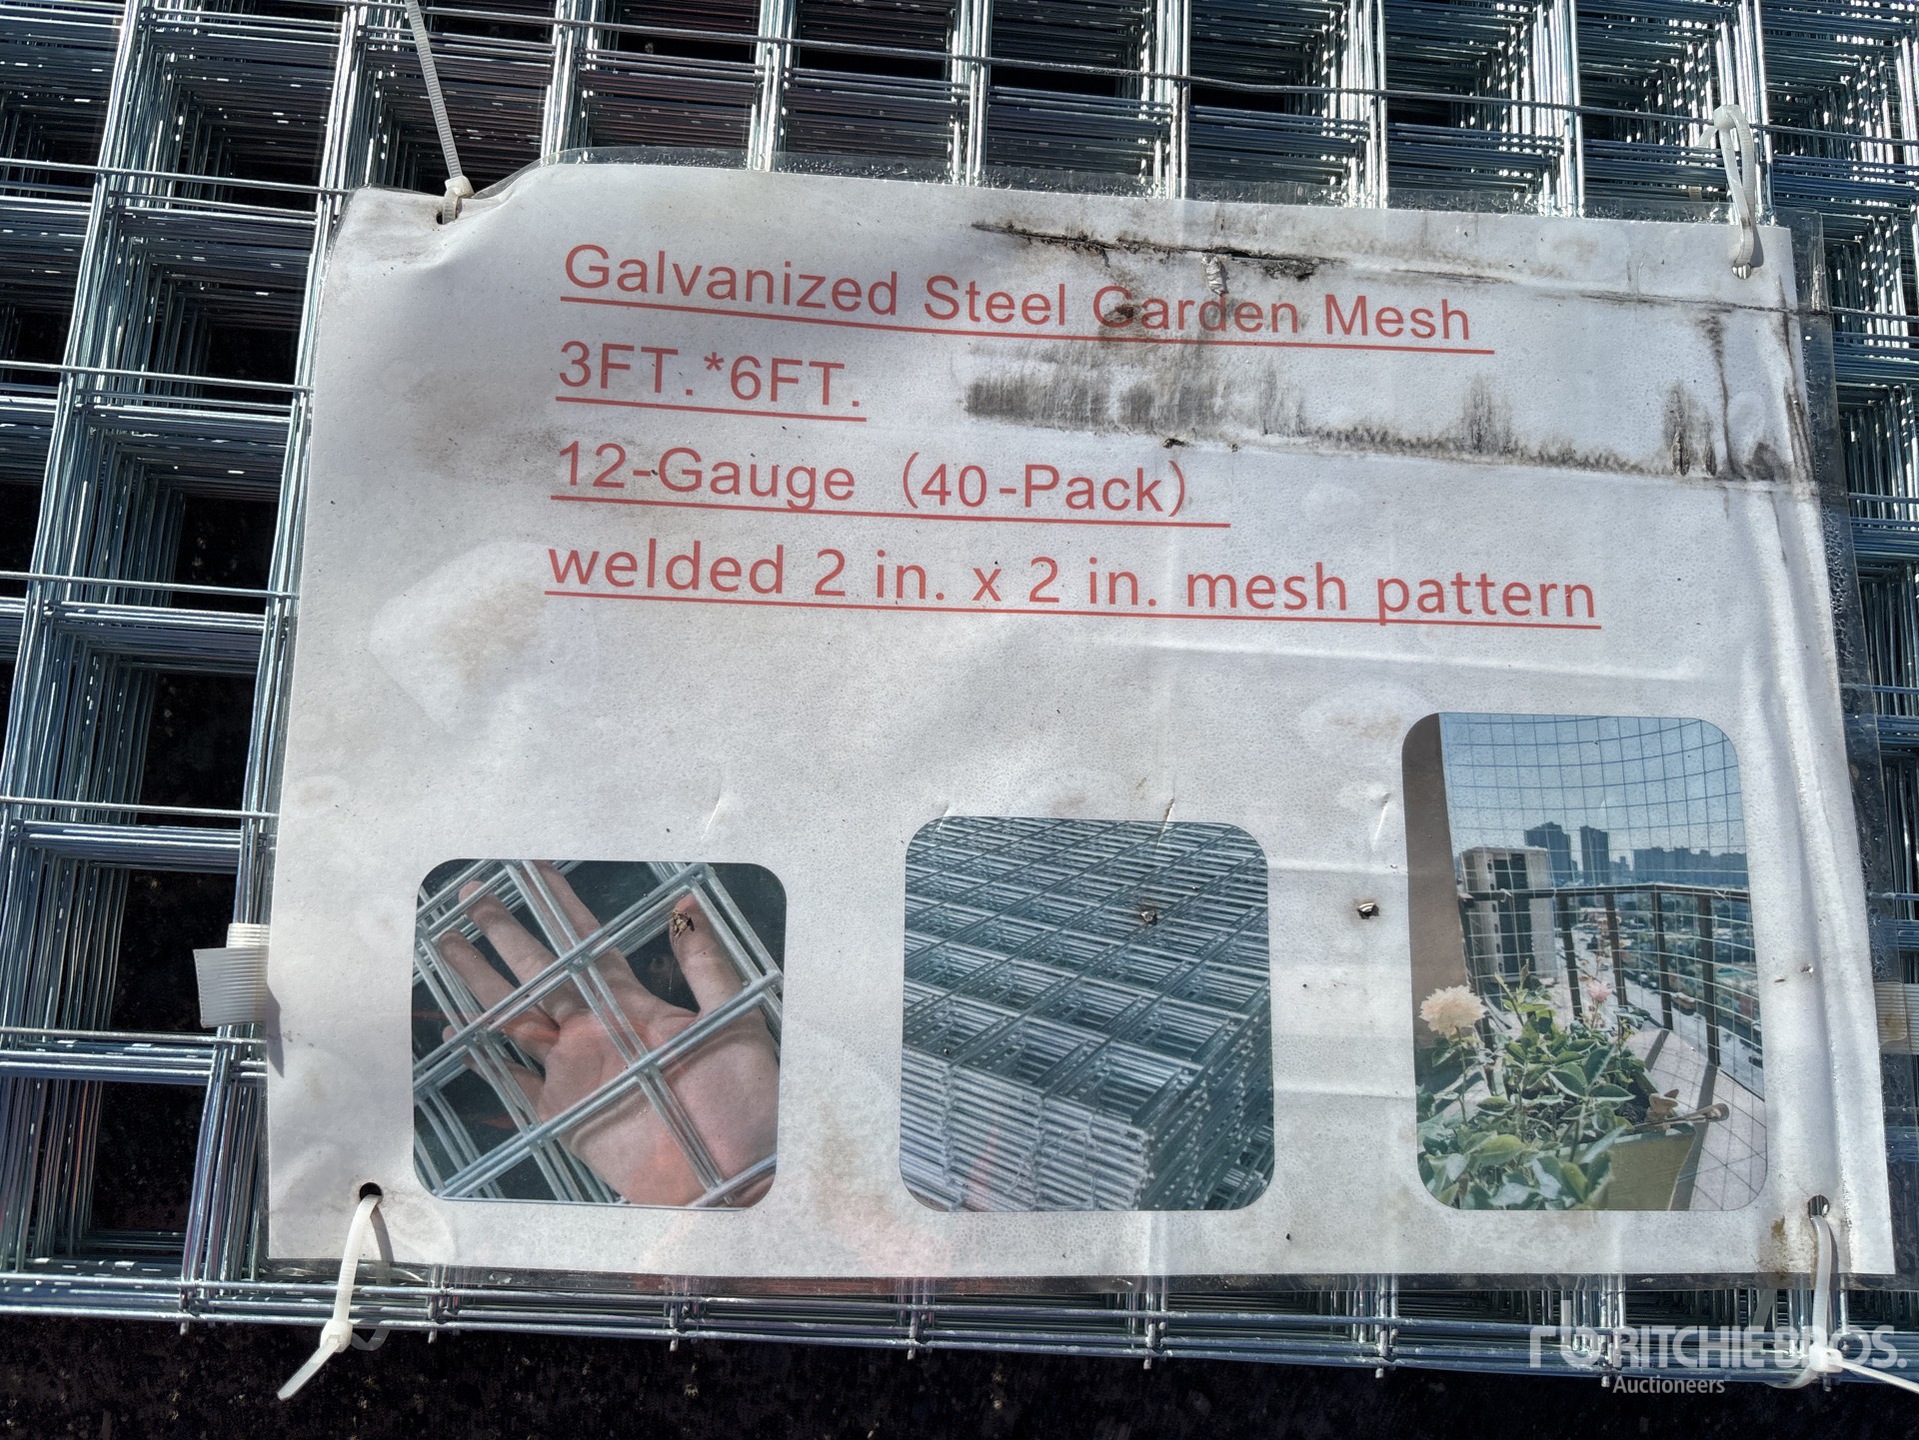 Galvanized Steel Garden Mesh
3FT.*6FT.
12-Gauge（40-Pack）
welded 2 in. x 2 in. mesh pattern
rb RITCHIE BROS.
Auctioneers